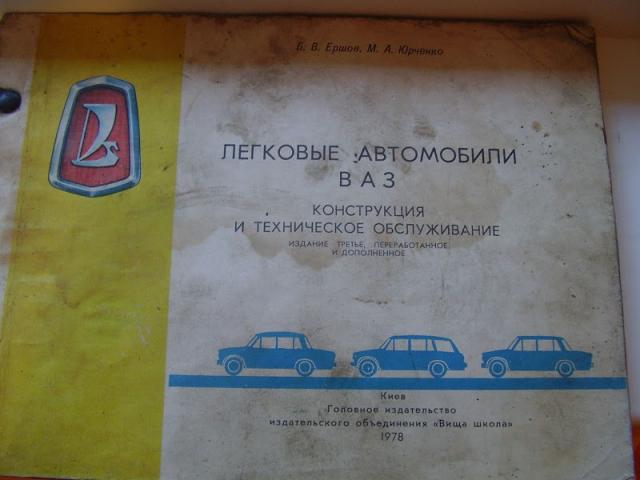 Б. В. Ершов, М. А. Юрченко
ЛЕГКОВЫЕ АВТОМОБИЛИ
ВАЗ
КОНСТРУКЦИЯ
И ТЕХНИЧЕСКОЕ ОБСЛУЖИВАНИЕ
ИЗДАНИЕ ТРЕТЬЕ, ПЕРЕРАБОТАННОЕ
И ДОПОЛНЕННОЕ
Киев
Головное издательство
издательского объединения «Вища школа»
1978